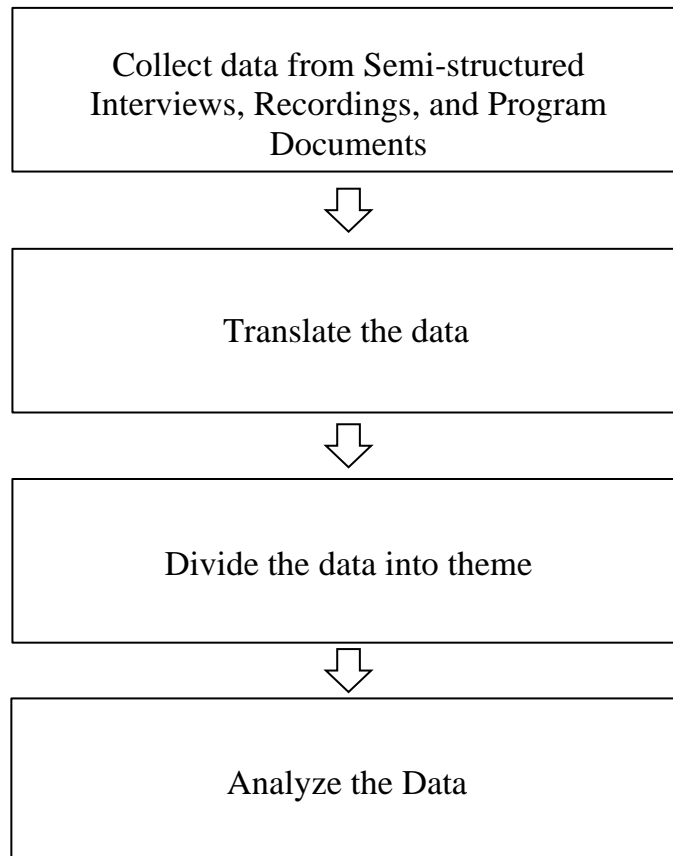 Collect data from Semi-structured
Interviews, Recordings, and Program
Documents
Translate the data
Divide the data into theme
Analyze the Data